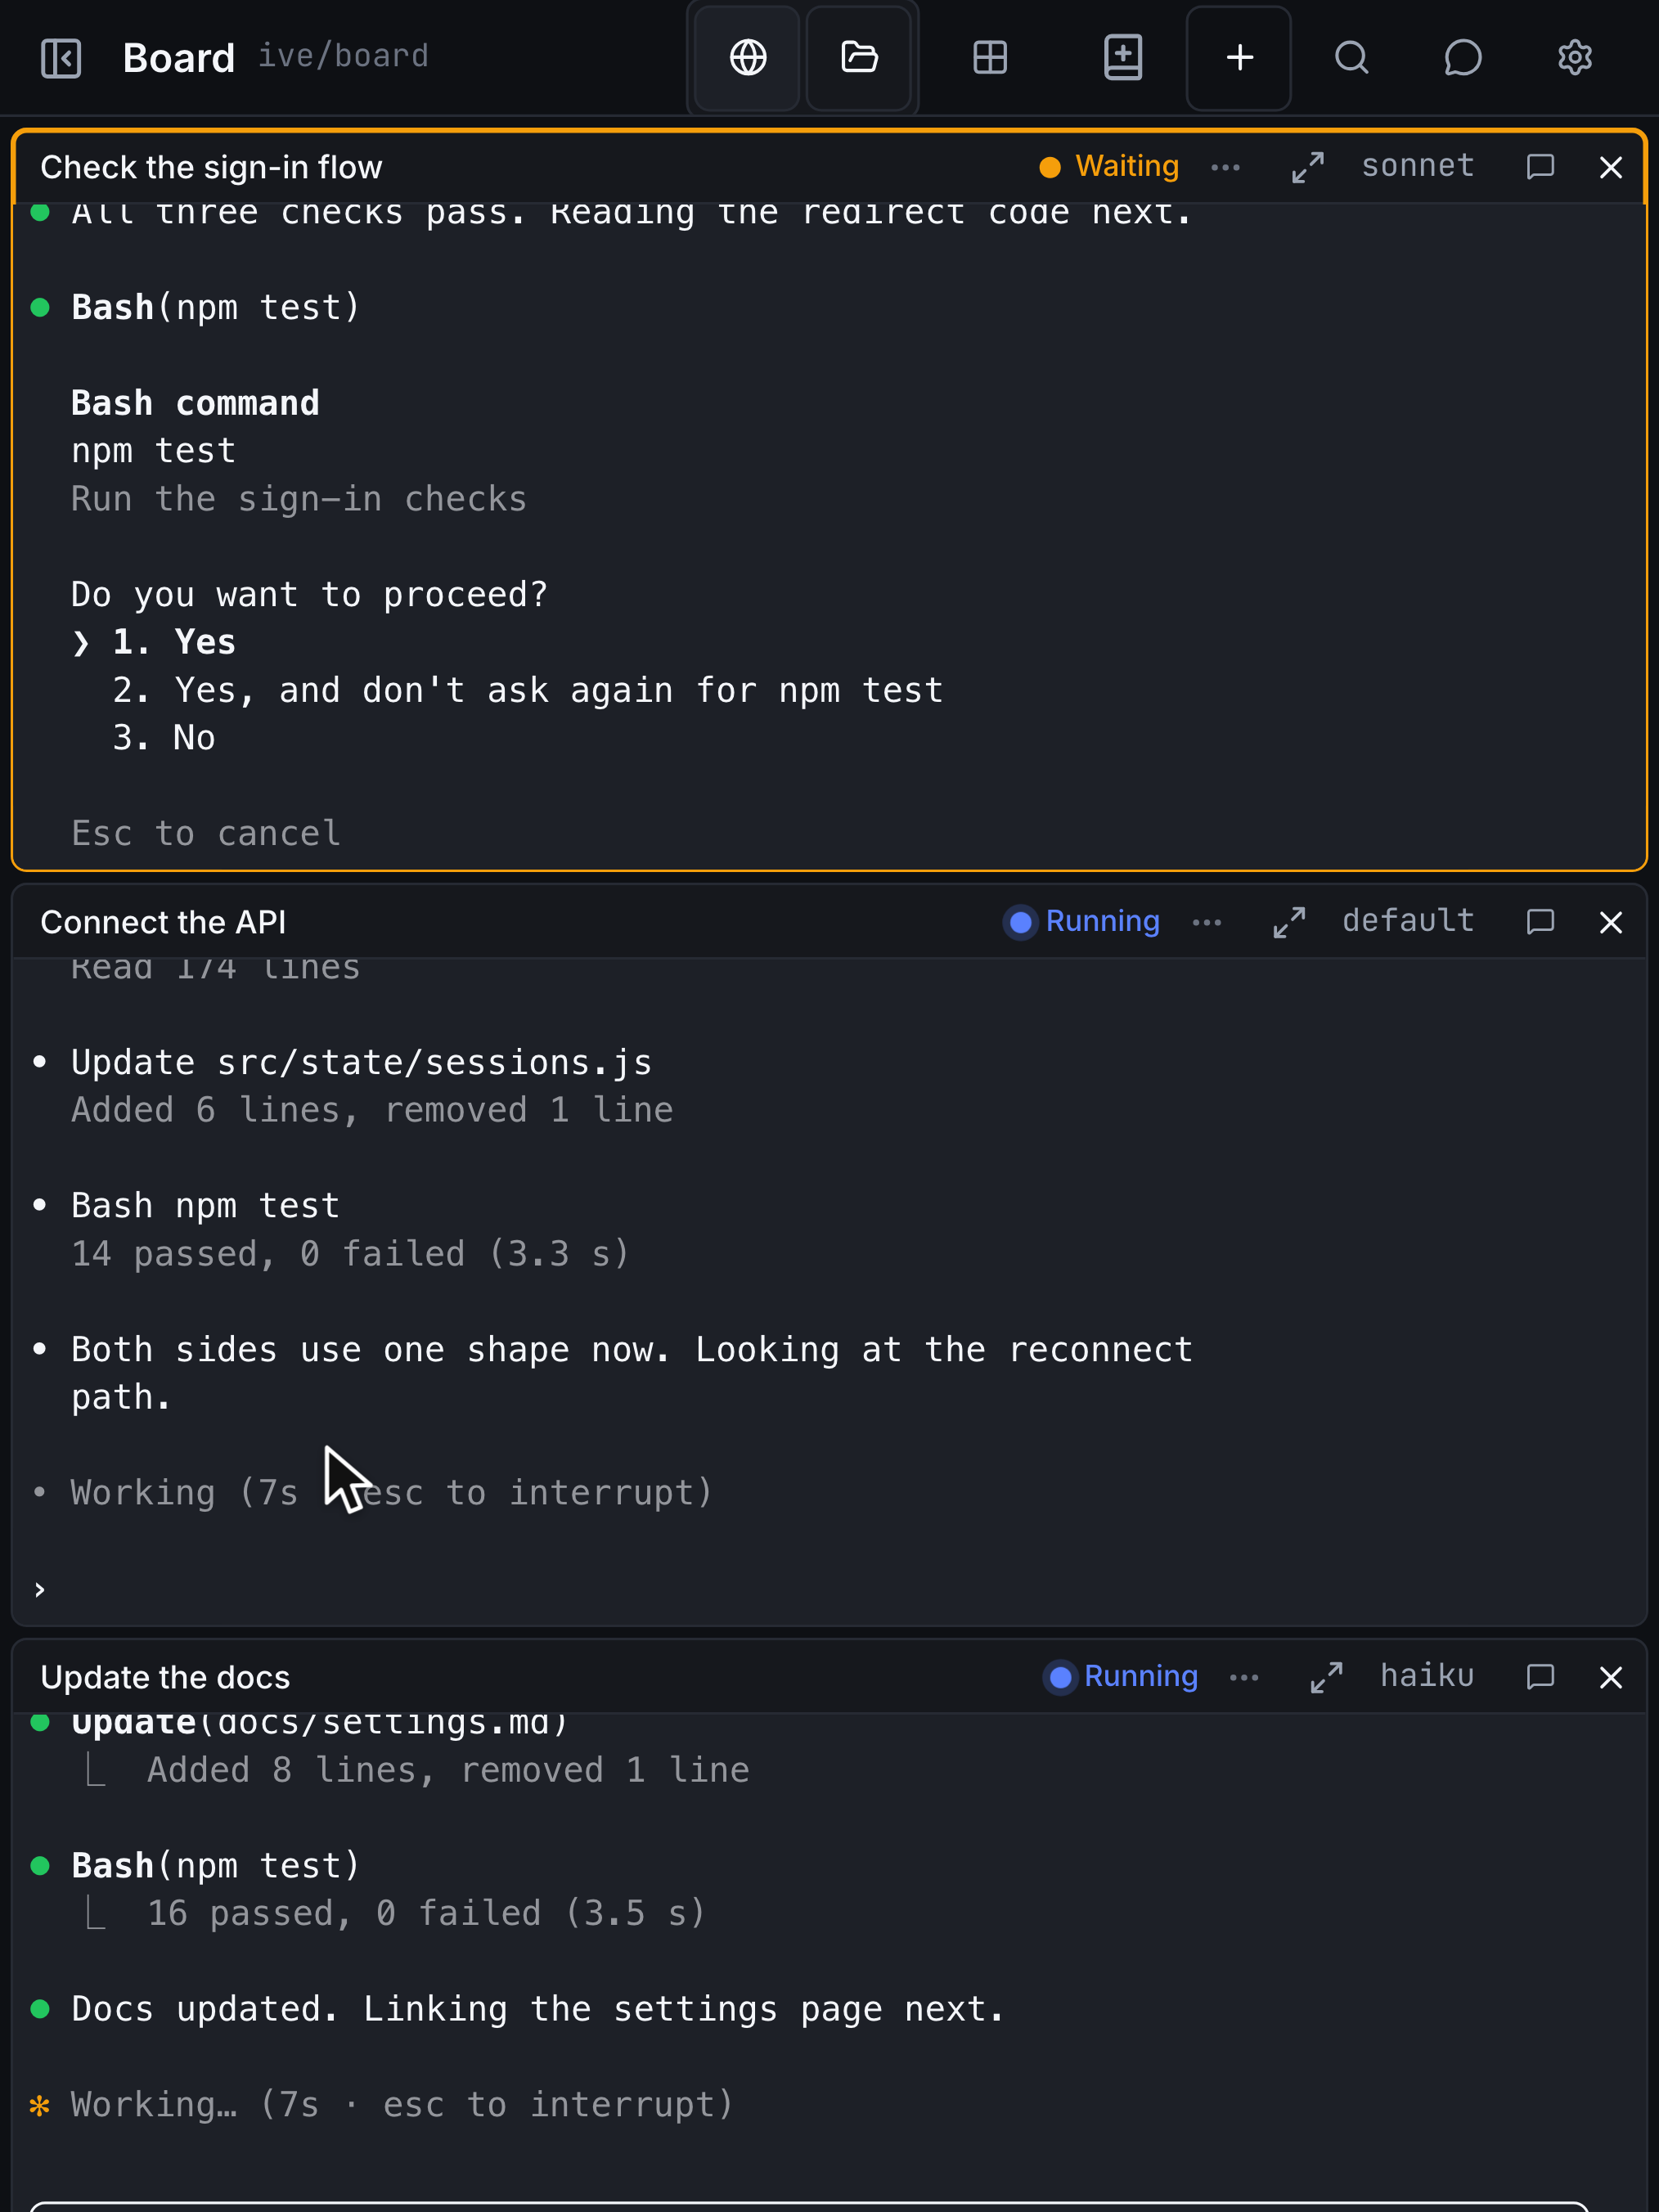 Board ive/board
Check the sign-in flow Waiting ··· sonnet
All three checks pass. Reading the redirect code next.
Bash(npm test)
Bash command
npm test
Run the sign-in checks
Do you want to proceed?
❯ 1. Yes
2. Yes, and don't ask again for npm test
3. No
Esc to cancel
Connect the API Running ··· default
Read 174 lines
• Update src/state/sessions.js
Added 6 lines, removed 1 line
• Bash npm test
14 passed, 0 failed (3.3 s)
• Both sides use one shape now. Looking at the reconnect
path.
• Working (7s esc to interrupt)
›
Update the docs Running ··· haiku
Update(docs/settings.md)
⎿ Added 8 lines, removed 1 line
Bash(npm test)
⎿ 16 passed, 0 failed (3.5 s)
Docs updated. Linking the settings page next.
✻ Working… (7s · esc to interrupt)